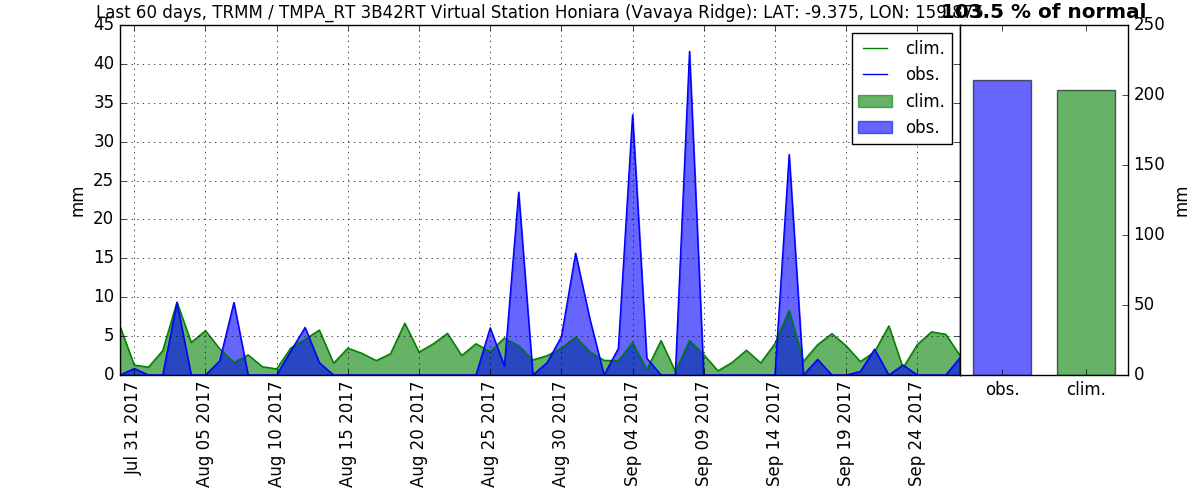 Last 60 days, TRMM / TMPA_RT 3B42RT Virtual Station Honiara (Vavaya Ridge): LAT: -9.375, LON:
103.5 % of normal
45
40
35
30
25
20
15
10
5
0
mm
clim.
obs.
clim.
obs.
250
200
150
100
50
0
mm
Jul 31 2017
Aug 05 2017
Aug 10 2017
Aug 15 2017
Aug 20 2017
Aug 25 2017
Aug 30 2017
Sep 04 2017
Sep 09 2017
Sep 14 2017
Sep 19 2017
Sep 24 2017
obs.
clim.